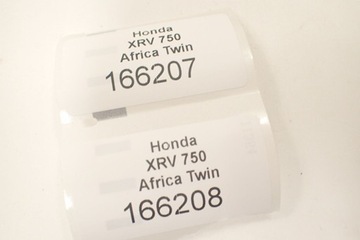 Honda
XRV 750
Africa Twin
166207
Honda
XRV 750
Africa Twin
166208